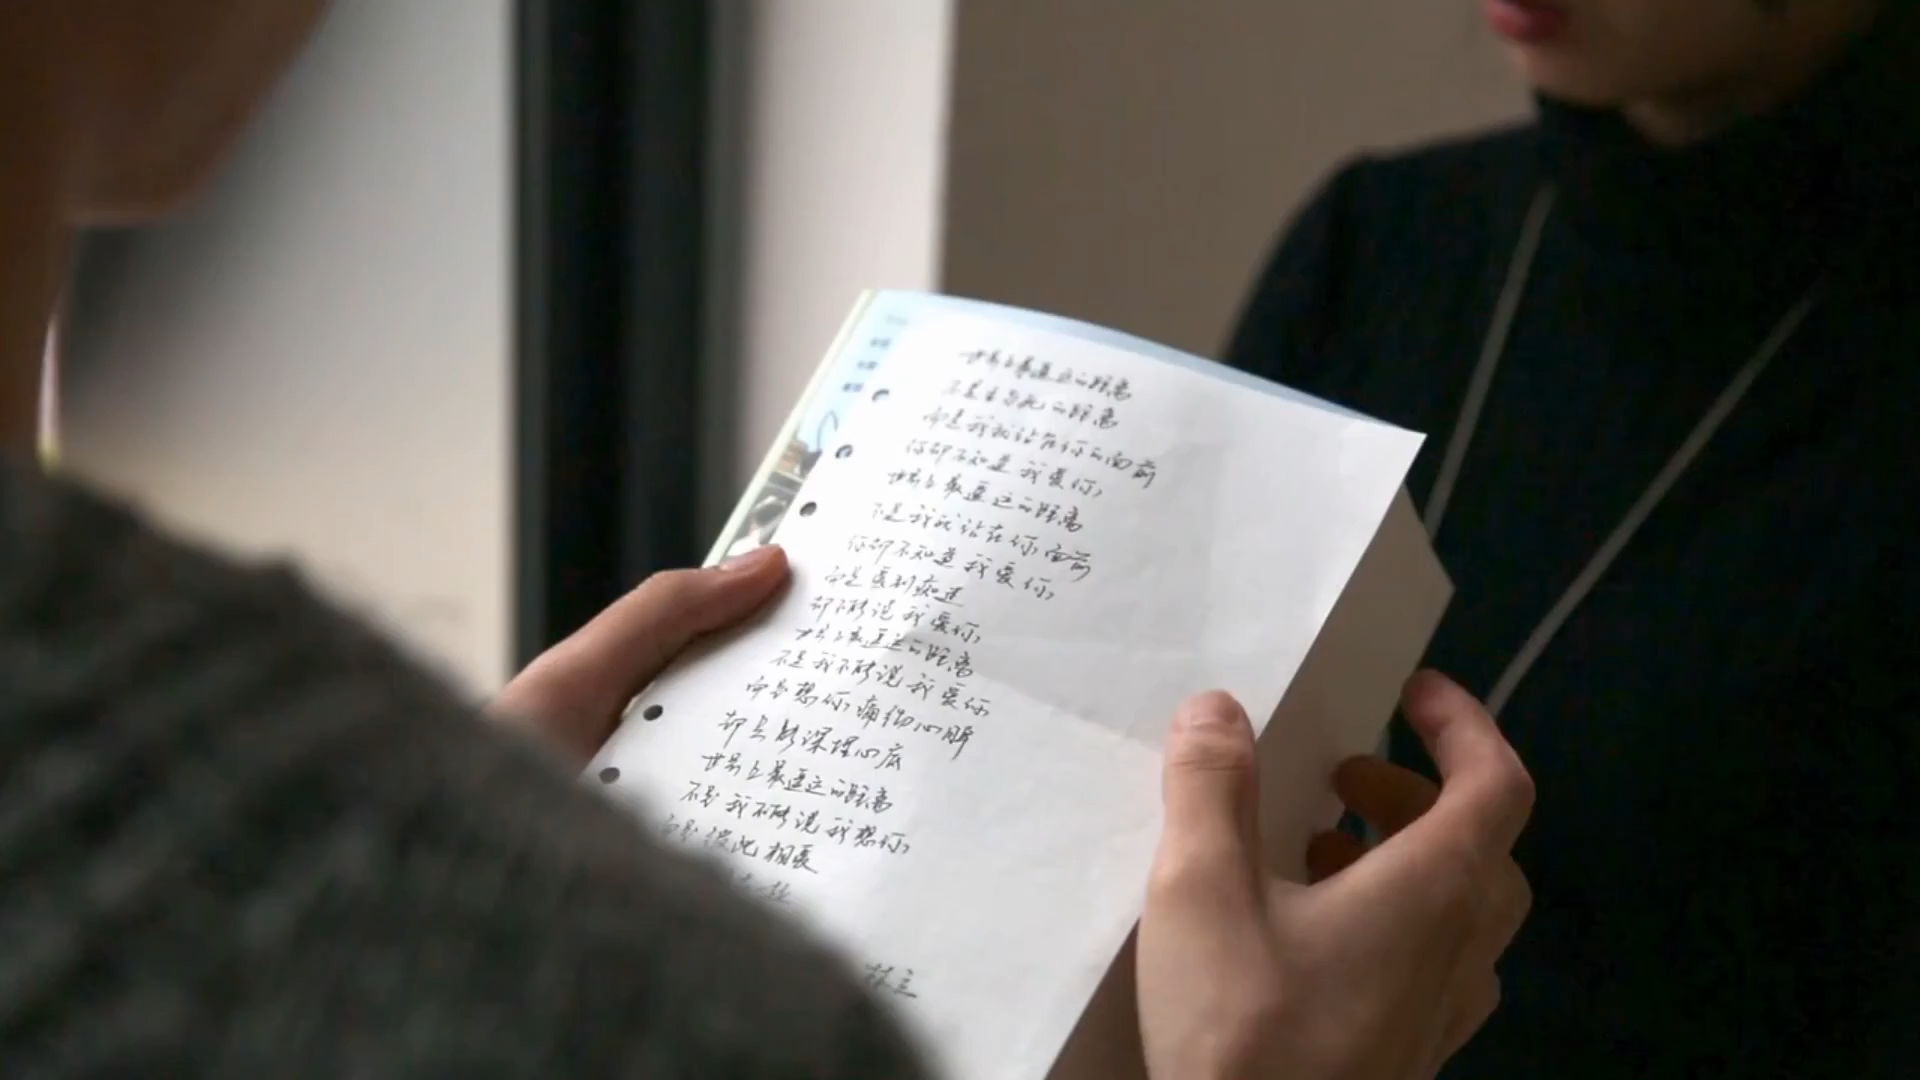 世界上最遥远的距离
不是生与死的距离
而是我就站在你的面前
你却不知道我爱你,
世界上最遥远的距离
不是我就站在你面前
你却不知道我爱你,
而是爱到痴迷
却不能说我爱你,
世界上最遥远的距离
不是我不能说我爱你
而是想你痛彻心脾
却只能深埋心底
世界上最遥远的距离
不是我不能说我想你,
而是彼此相爱